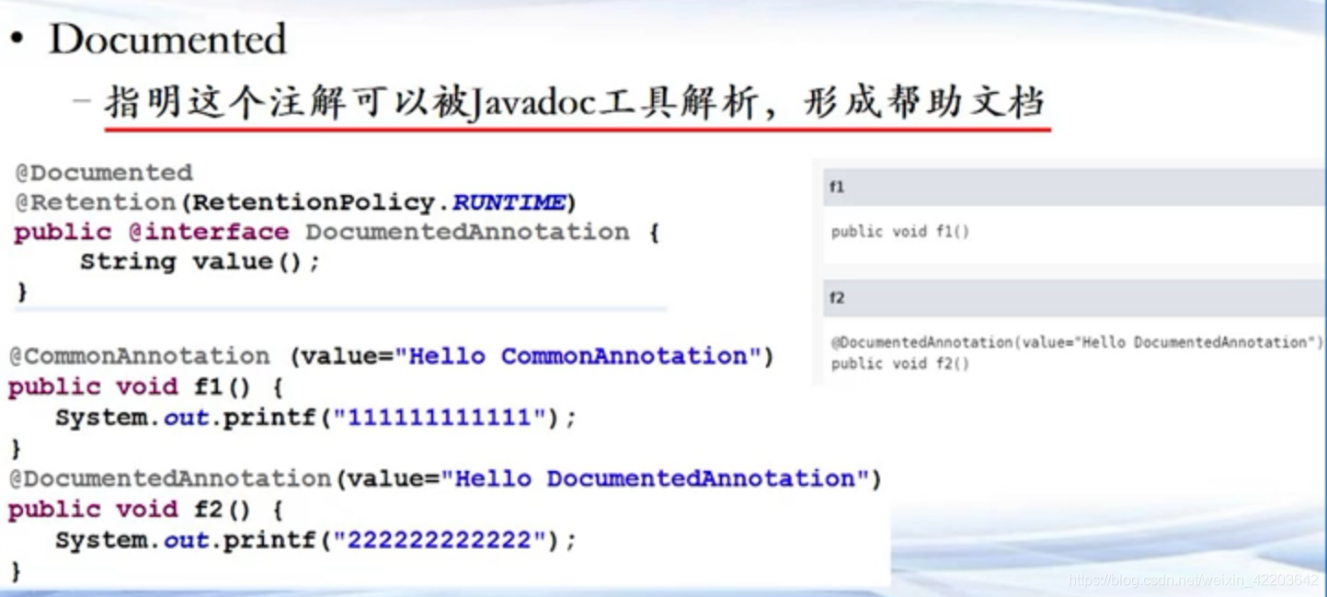 • Documented
– 指明这个注解可以被Javadoc工具解析，形成帮助文档
@Documented
@Retention(RetentionPolicy.RUNTIME)
public @interface DocumentedAnnotation {
String value();
}
@CommonAnnotation (value="Hello CommonAnnotation")
public void f1() {
System.out.printf("111111111111");
}
@DocumentedAnnotation(value="Hello DocumentedAnnotation")
public void f2() {
System.out.printf("222222222222");
}
f1
public void f1()
f2
@DocumentedAnnotation(value="Hello DocumentedAnnotation")
public void f2()
https://blog.csdn.net/weixin_42203642